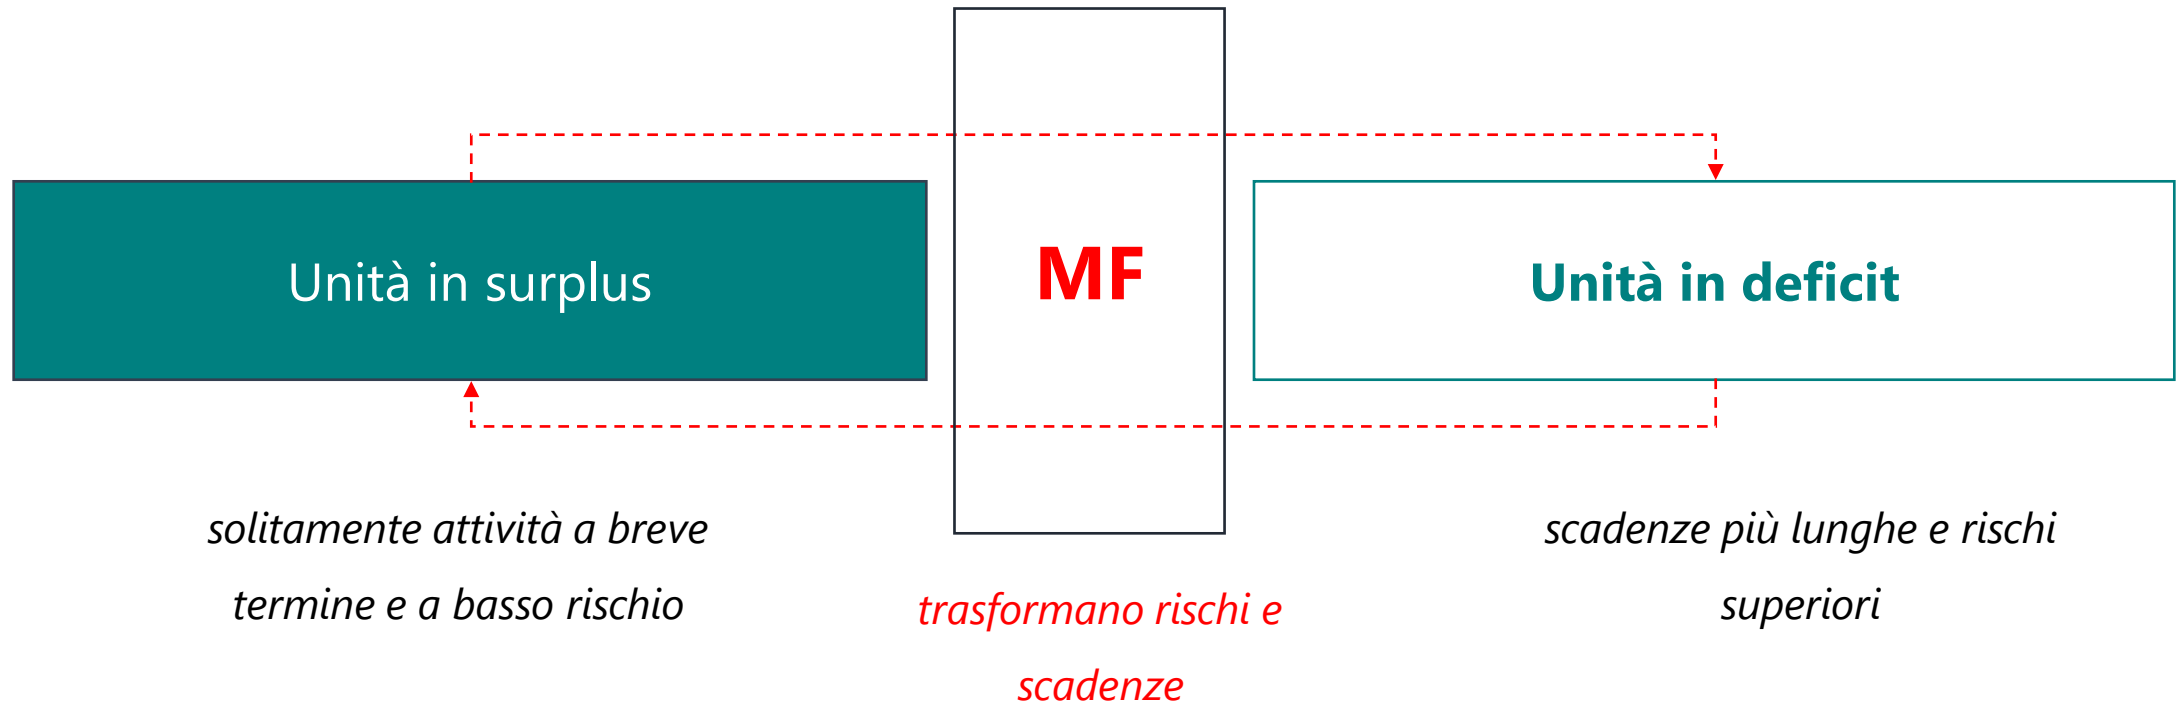 Unità in surplus
MF
Unità in deficit
solitamente attività a breve
termine e a basso rischio
trasformano rischi e
scadenze
scadenze più lunghe e rischi
superiori